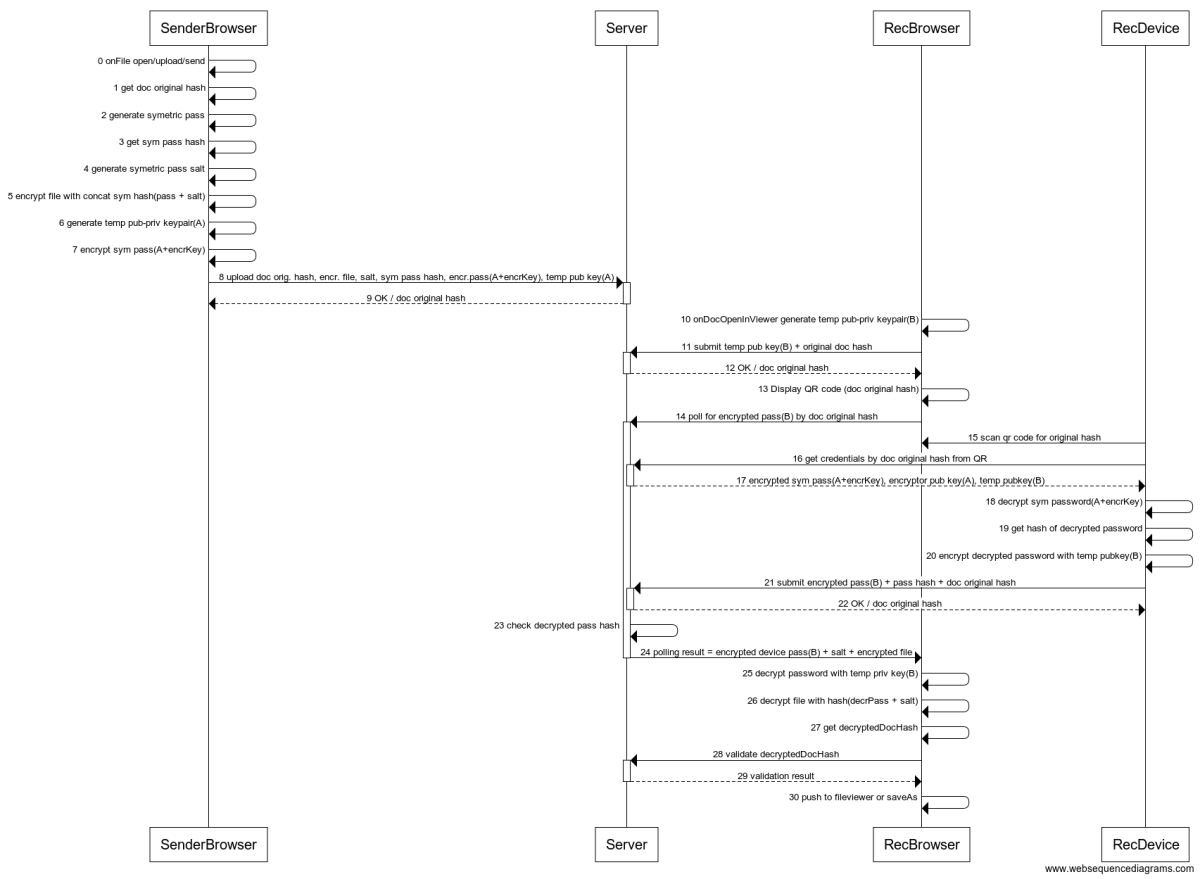 SenderBrowser
Server
RecBrowser
RecDevice
0 onFile open/upload/send
1 get doc original hash
2 generate symetric pass
3 get sym pass hash
4 generate symetric pass salt
5 encrypt file with concat sym hash(pass + salt)
6 generate temp pub-priv keypair(A)
7 encrypt sym pass(A+encrKey)
8 upload doc orig. hash, encr. file, salt, sym pass hash, encr.pass(A+encrKey), temp pub key(A)
9 OK / doc original hash
10 onDocOpenInViewer generate temp pub-priv keypair(B)
11 submit temp pub key(B) + original doc hash
12 OK / doc original hash
13 Display QR code (doc original hash)
14 poll for encrypted pass(B) by doc original hash
15 scan qr code for original hash
16 get credentials by doc original hash from QR
17 encrypted sym pass(A+encrKey), encryptor pub key(A), temp pubkey(B)
18 decrypt sym password(A+encrKey)
19 get hash of decrypted password
20 encrypt decrypted password with temp pubkey(B)
21 submit encrypted pass(B) + pass hash + doc original hash
22 OK / doc original hash
23 check decrypted pass hash
24 polling result = encrypted device pass(B) + salt + encrypted file
25 decrypt password with temp priv key(B)
26 decrypt file with hash(decrPass + salt)
27 get decryptedDocHash
28 validate decryptedDocHash
29 validation result
30 push to fileviewer or saveAs
SenderBrowser
Server
RecBrowser
RecDevice
www.websequencediagrams.com